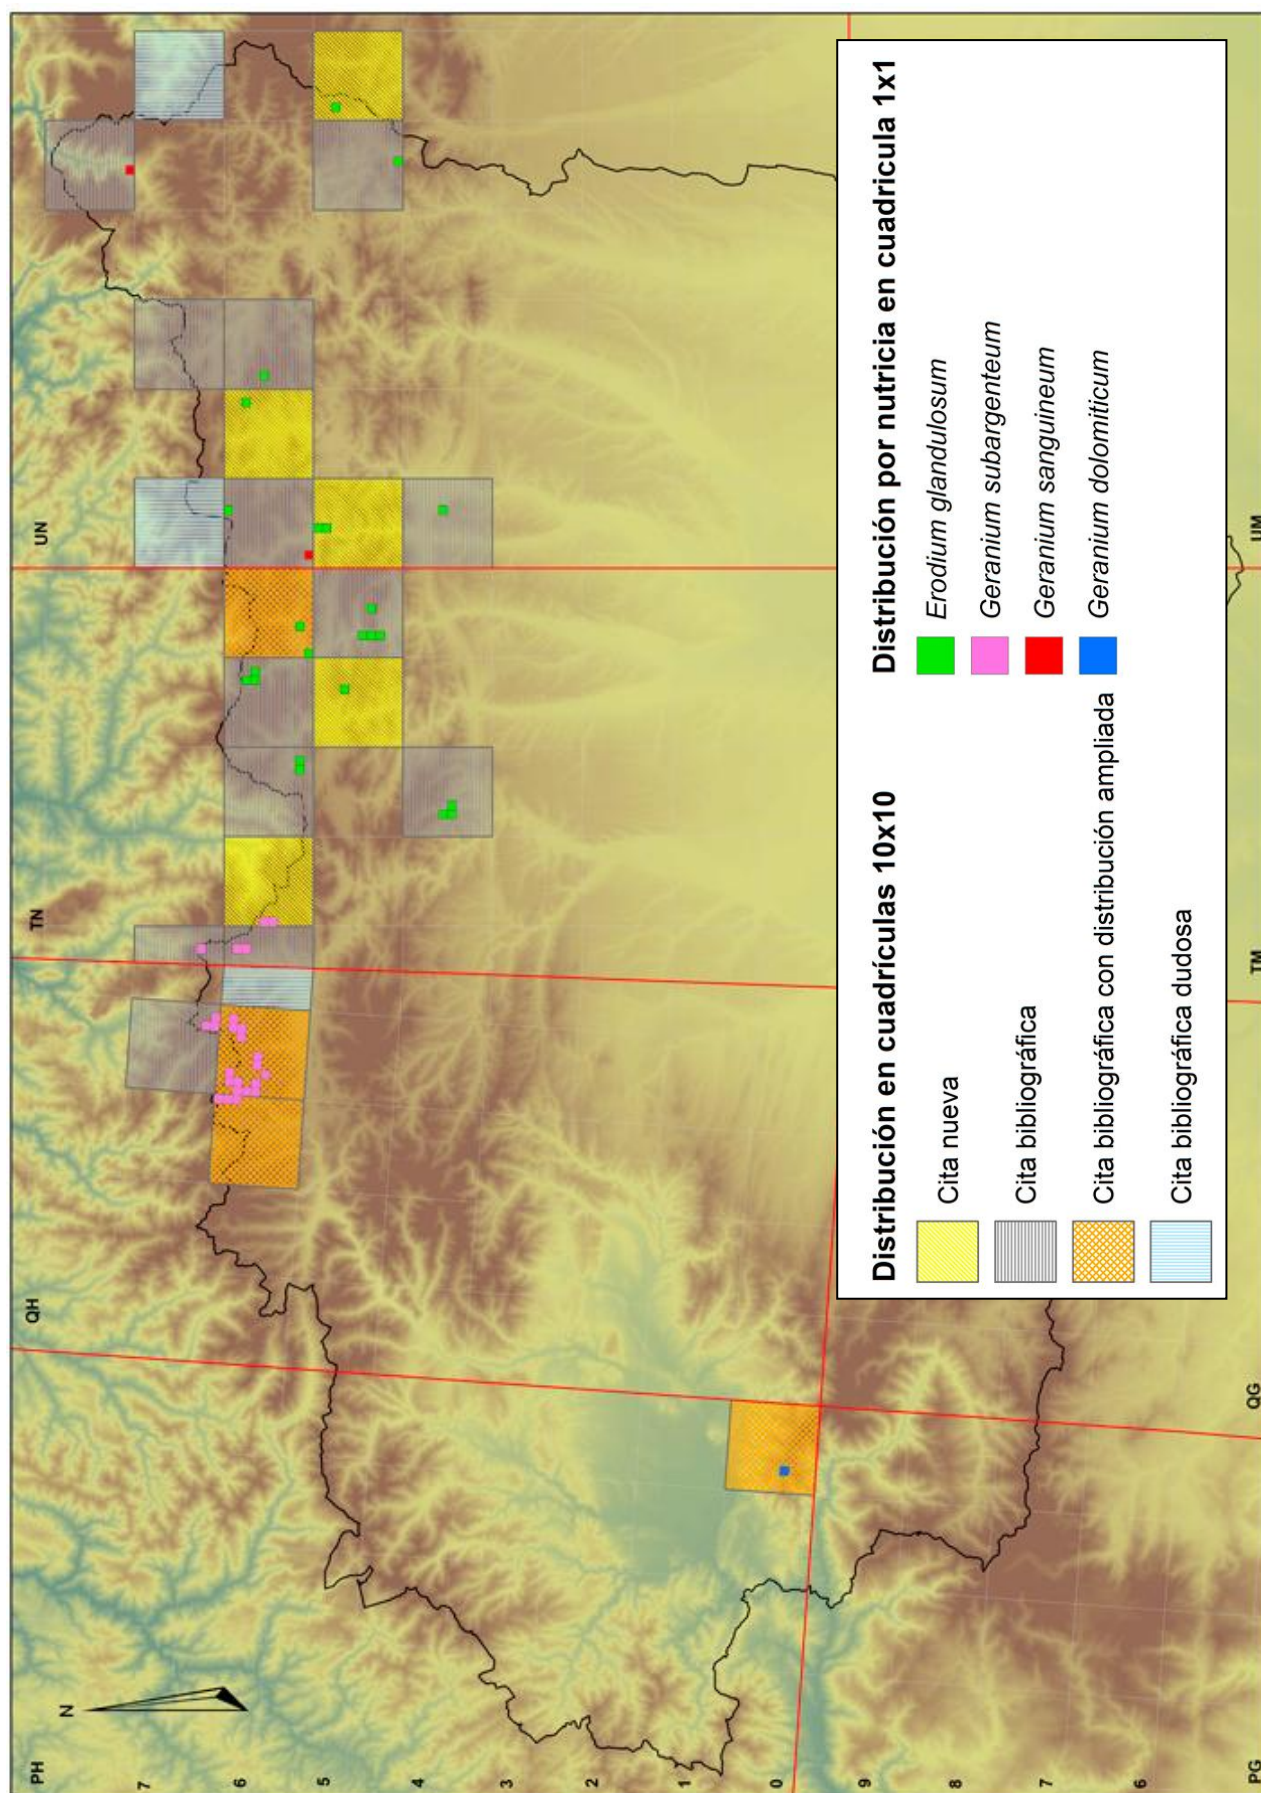 PH
QH
TN
UN
N
7
6
5
4
3
2
1
0
9
8
7
6
PG
QG
TM
UM
Distribución en cuadrículas 10x10
Cita nueva
Cita bibliográfica
Cita bibliográfica con distribución ampliada
Cita bibliográfica dudosa
Distribución por nutricia en cuadricula 1x1
Erodium glandulosum
Geranium subargenteum
Geranium sanguineum
Geranium dolomiticum